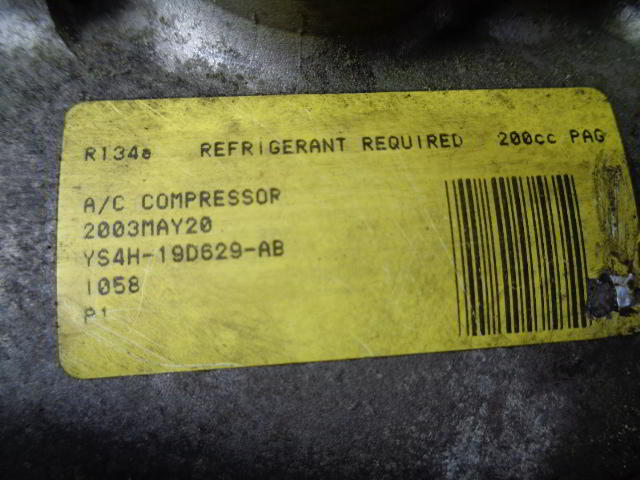 R134a REFRIGERANT REQUIRED 200cc PAG
A/C COMPRESSOR
2003MAY20
YS4H-19D629-AB
1058
P1